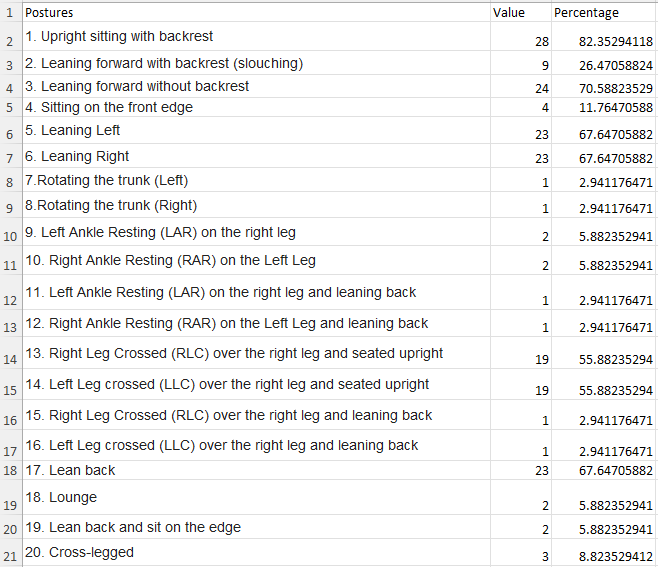 1 Postures Value Percentage
2 1. Upright sitting with backrest 28 82.35294118
3 2. Leaning forward with backrest (slouching) 9 26.47058824
4 3. Leaning forward without backrest 24 70.58823529
5 4. Sitting on the front edge 4 11.76470588
6 5. Leaning Left 23 67.64705882
7 6. Leaning Right 23 67.64705882
8 7.Rotating the trunk (Left) 1 2.941176471
9 8.Rotating the trunk (Right) 1 2.941176471
10 9. Left Ankle Resting (LAR) on the right leg 2 5.882352941
11 10. Right Ankle Resting (RAR) on the Left Leg 2 5.882352941
12 11. Left Ankle Resting (LAR) on the right leg and leaning back 1 2.941176471
13 12. Right Ankle Resting (RAR) on the Left Leg and leaning back 1 2.941176471
14 13. Right Leg Crossed (RLC) over the right leg and seated upright 19 55.88235294
15 14. Left Leg crossed (LLC) over the right leg and seated upright 19 55.88235294
16 15. Right Leg Crossed (RLC) over the right leg and leaning back 1 2.941176471
17 16. Left Leg crossed (LLC) over the right leg and leaning back 1 2.941176471
18 17. Lean back 23 67.64705882
19 18. Lounge 2 5.882352941
20 19. Lean back and sit on the edge 2 5.882352941
21 20. Cross-legged 3 8.823529412